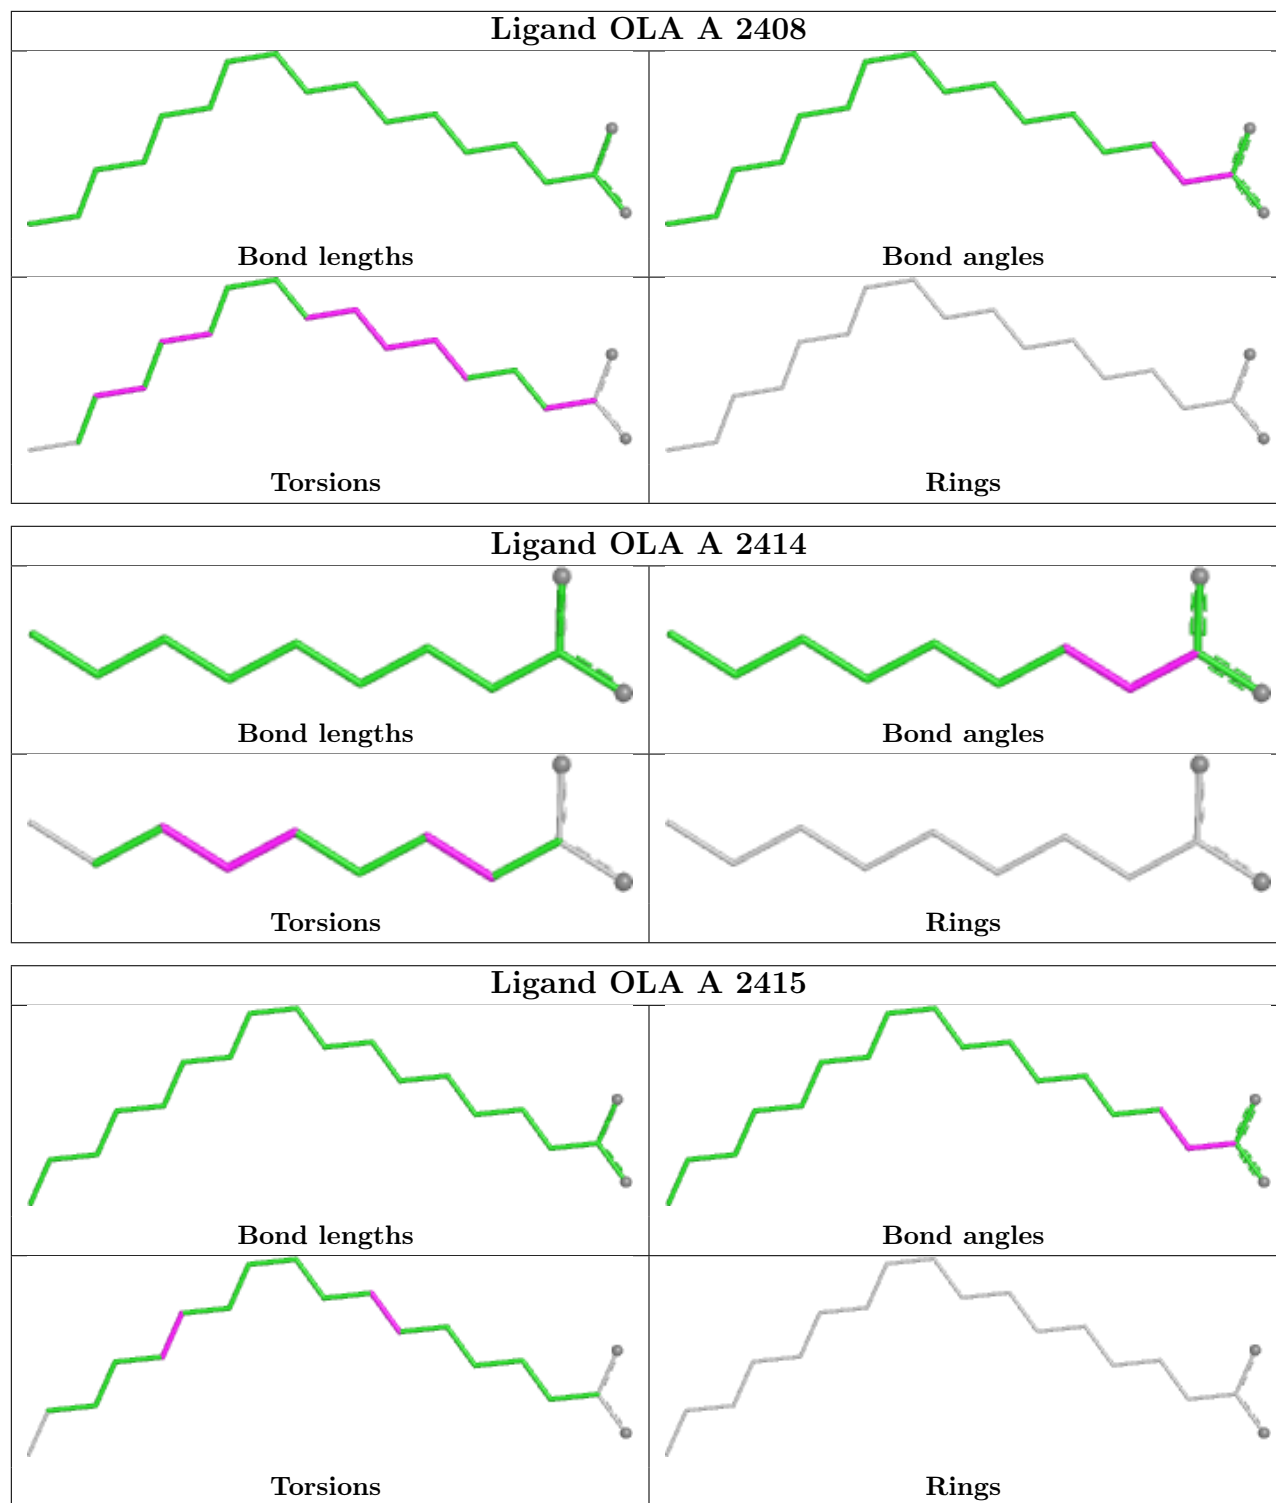 Ligand OLA A 2408
Bond lengths
Bond angles
Torsions
Rings
Ligand OLA A 2414
Bond lengths
Bond angles
Torsions
Rings
Ligand OLA A 2415
Bond lengths
Bond angles
Torsions
Rings